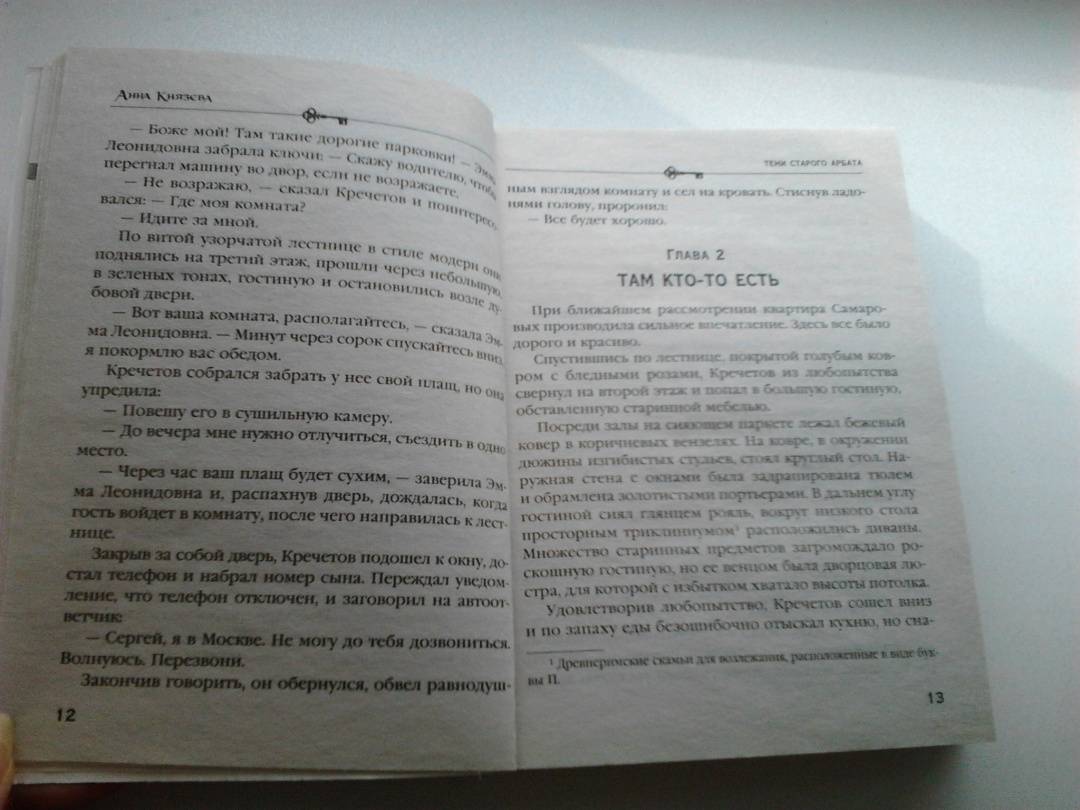 Анна Князева
— Боже мой! Там такие дорогие парковки! — Эмма
Леонидовна забрала ключи: — Скажу водителю, чтобы
перегнал машину во двор, если не возражаете.
— Не возражаю, — сказал Кречетов и поинтересо-
вался: — Где моя комната?
— Идите за мной.
По витой узорчатой лестнице в стиле модерн они
поднялись на третий этаж, прошли через небольшую,
в зеленых тонах, гостиную и остановились возле ду-
бовой двери.
— Вот ваша комната, располагайтесь, — сказала Эм-
ма Леонидовна. — Минут через сорок спускайтесь вниз,
я покормлю вас обедом.
Кречетов собрался забрать у нее свой плащ, но она
упредила:
— Повешу его в сушильную камеру.
— До вечера мне нужно отлучиться, съездить в одно
место.
— Через час ваш плащ будет сухим, — заверила Эм-
ма Леонидовна и, распахнув дверь, дождалась, когда
гость войдет в комнату, после чего направилась к лест-
нице.
Закрыв за собой дверь, Кречетов подошел к окну, до-
стал телефон и набрал номер сына. Переждал уведом-
ление, что телефон отключен, и заговорил на автоот-
ветчик:
— Сергей, я в Москве. Не могу до тебя дозвониться.
Волнуюсь. Перезвони.
Закончив говорить, он обернулся, обвел равнодуш-
12
ТЕНИ СТАРОГО АРБАТА
ным взглядом комнату и сел на кровать. Стиснув ладо-
нями голову, проронил:
— Все будет хорошо.
ГЛАВА 2
ТАМ КТО-ТО ЕСТЬ
При ближайшем рассмотрении квартира Самаро-
вых производила сильное впечатление. Здесь все было
дорого и красиво.
Спустившись по лестнице, покрытой голубым ков-
ром с бледными розами, Кречетов из любопытства
свернул на второй этаж и попал в большую гостиную,
обставленную старинной мебелью.
Посреди залы на сияющем паркете лежал бежевый
ковер в коричневых вензелях. На ковре, в окружении
дюжины изгибистых стульев, стоял круглый стол. На-
ружная стена с окнами была задрапирована тюлем
и обрамлена золотистыми портьерами. В дальнем углу
гостиной сиял глянцем рояль, вокруг низкого стола
просторным триклиниумом¹ расположились диваны.
Множество старинных предметов загромождало ро-
скошную гостиную, но ее венцом была дворцовая лю-
стра, для которой с избытком хватало высоты потолка.
Удовлетворив любопытство, Кречетов сошел вниз
и по запаху еды безошибочно отыскал кухню, но сна-
¹ Древнеримские скамьи для возлежания, расположенные в виде бук-
вы П.
13